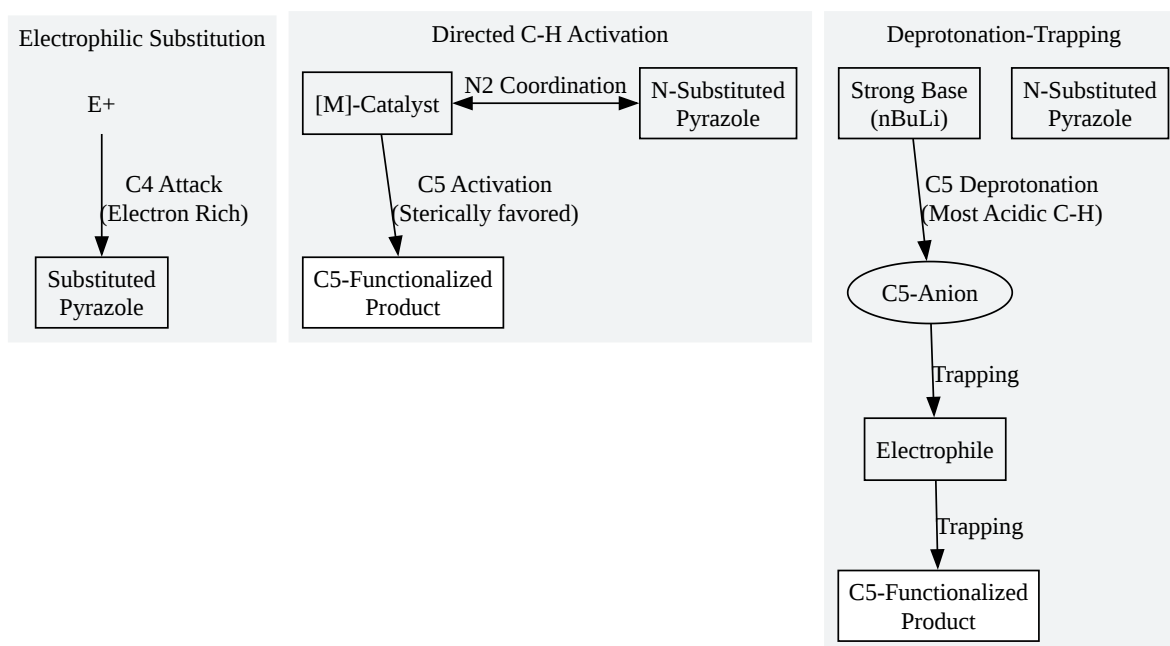 Electrophilic Substitution
E+
C4 Attack
(Electron Rich)
Substituted
Pyrazole
Directed C-H Activation
[M]-Catalyst
N2 Coordination
N-Substituted
Pyrazole
C5 Activation
(Sterically favored)
C5-Functionalized
Product
Deprotonation-Trapping
Strong Base
(nBuLi)
N-Substituted
Pyrazole
C5 Deprotonation
(Most Acidic C-H)
C5-Anion
Trapping
Electrophile
Trapping
C5-Functionalized
Product